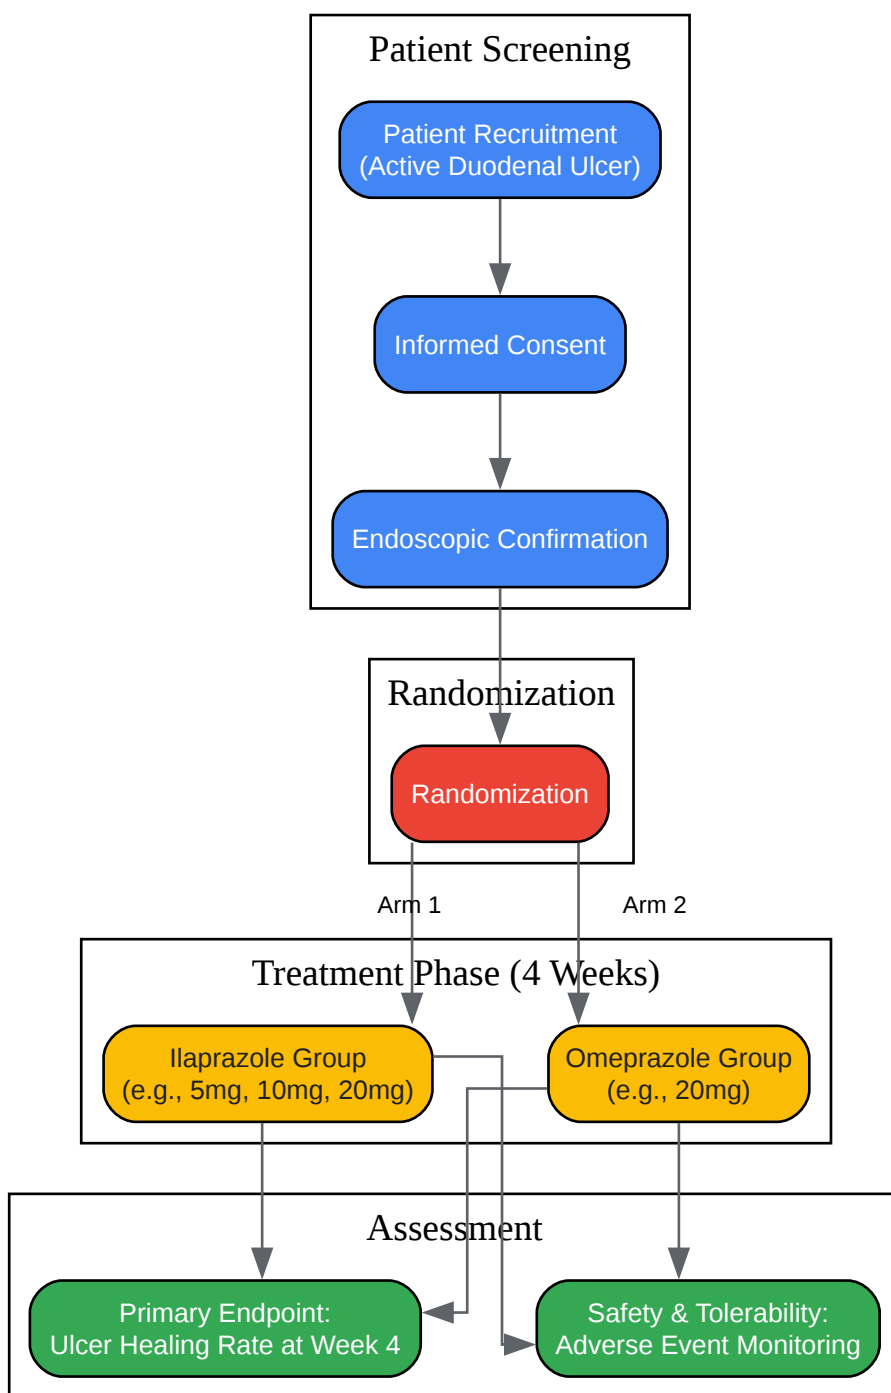 Patient Screening
Patient Recruitment
(Active Duodenal Ulcer)
Informed Consent
Endoscopic Confirmation
Randomization
Randomization
Arm 1
Arm 2
Treatment Phase (4 Weeks)
Ilaprazole Group
(e.g., 5mg, 10mg, 20mg)
Omeprazole Group
(e.g., 20mg)
Assessment
Primary Endpoint:
Ulcer Healing Rate at Week 4
Safety & Tolerability:
Adverse Event Monitoring